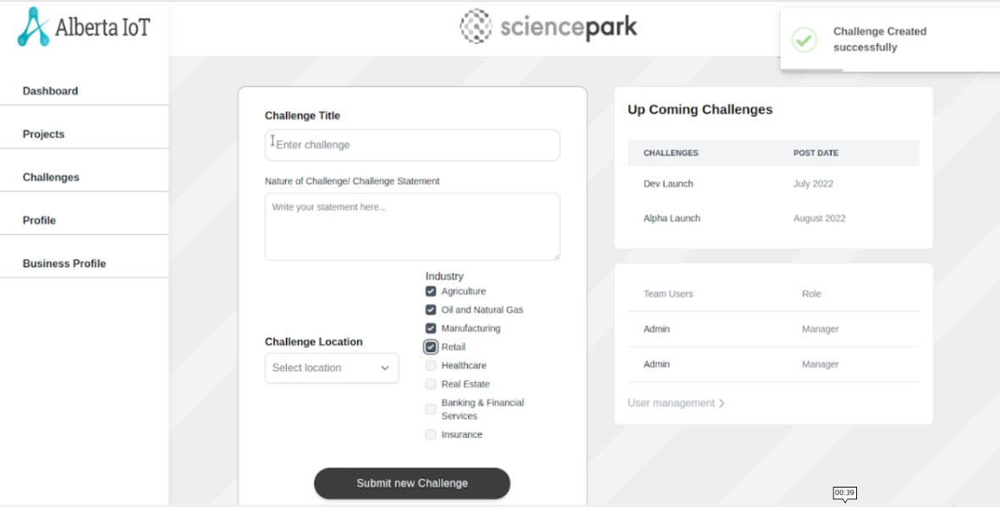 Alberta IoT
sciencepark
Challenge Created
successfully
Dashboard
Projects
Challenges
Profile
Business Profile
Challenge Title
Enter challenge
Nature of Challenge/ Challenge Statement
Write your statement here...
Challenge Location
Select location
Industry
Agriculture
Oil and Natural Gas
Manufacturing
Retail
Healthcare
Real Estate
Banking & Financial
Services
Insurance
Submit new Challenge
Up Coming Challenges
CHALLENGES POST DATE
Dev Launch July 2022
Alpha Launch August 2022
Team Users Role
Admin Manager
Admin Manager
User management
00:39